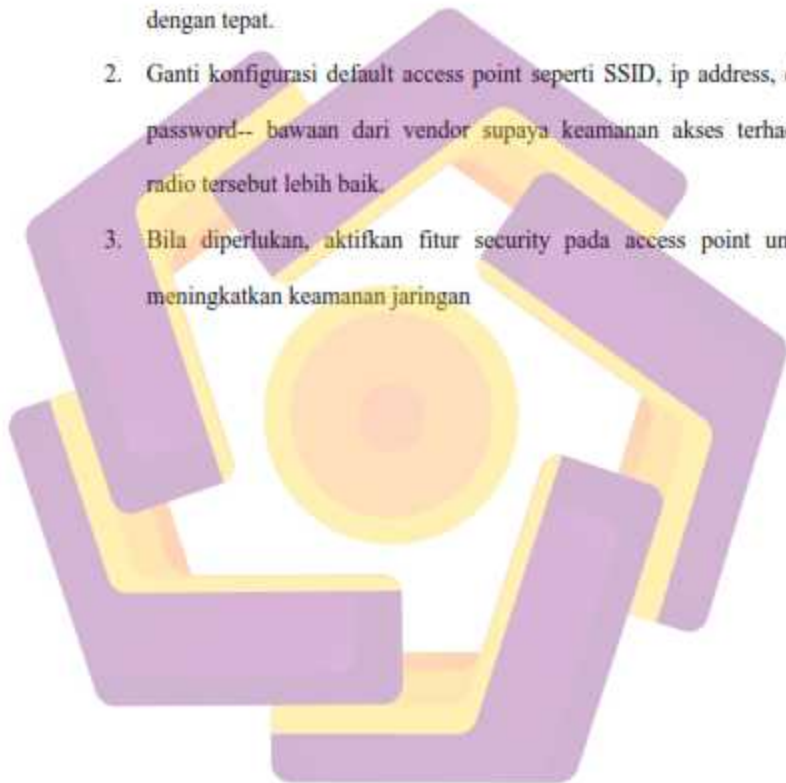 dengan tepat.
2. Ganti konfigurasi default access point seperti SSID, ip address,
password-- bawaan dari vendor supaya keamanan akses
radio tersebut lebih baik.
3. Bila diperlukan, aktifkan fitur security pada access point
meningkatkan keamanan jaringan